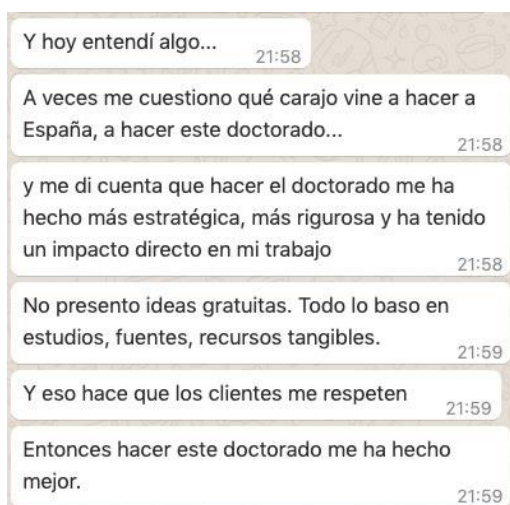 Y hoy entendí algo...
21:58
A veces me cuestiono qué carajo vine a hacer a
España, a hacer este doctorado...
21:58
y me di cuenta que hacer el doctorado me ha
hecho más estratégica, más rigurosa y ha tenido
un impacto directo en mi trabajo
21:58
No presento ideas gratuitas. Todo lo baso en
estudios, fuentes, recursos tangibles.
21:59
Y eso hace que los clientes me respeten
21:59
Entonces hacer este doctorado me ha hecho
mejor.
21:59